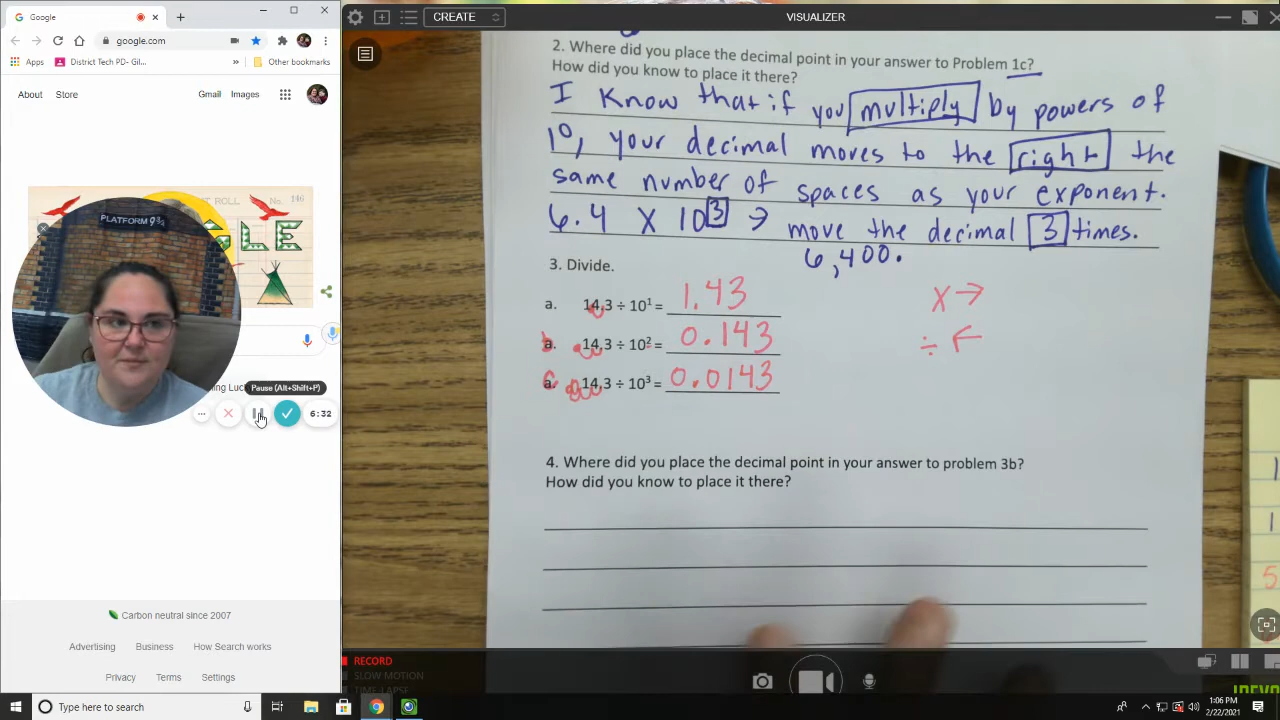 Google
CREATE
VISUALIZER
google.com
Apps
District Tech PD- Gil...
»
Other bookmarks
About
Store
Gmail
Images
ROLL
No. 146
PLATFORM 9¾
GLE
Pause (Alt+Shift+P)
6:32
2. Where did you place the decimal point in your answer to Problem 1c?
How did you know to place it there?
I know that if you multiply by powers of
10, your decimal moves to the right the
same number of spaces as your exponent.
6.4 X 10³ → move the decimal 3 times.
6,400.
3. Divide.
a. 14.3 ÷ 10¹ = 1.43
X →
b a. 14.3 ÷ 10² = 0.143
÷ ←
c a. 14.3 ÷ 10³ = 0.0143
4. Where did you place the decimal point in your answer to problem 3b?
How did you know to place it there?
Carbon neutral since 2007
Advertising
Business
How Search works
Privacy
Terms
Settings
RECORD
SLOW MOTION
TIME-LAPSE
Type here to search
1:06 PM
2/22/2021